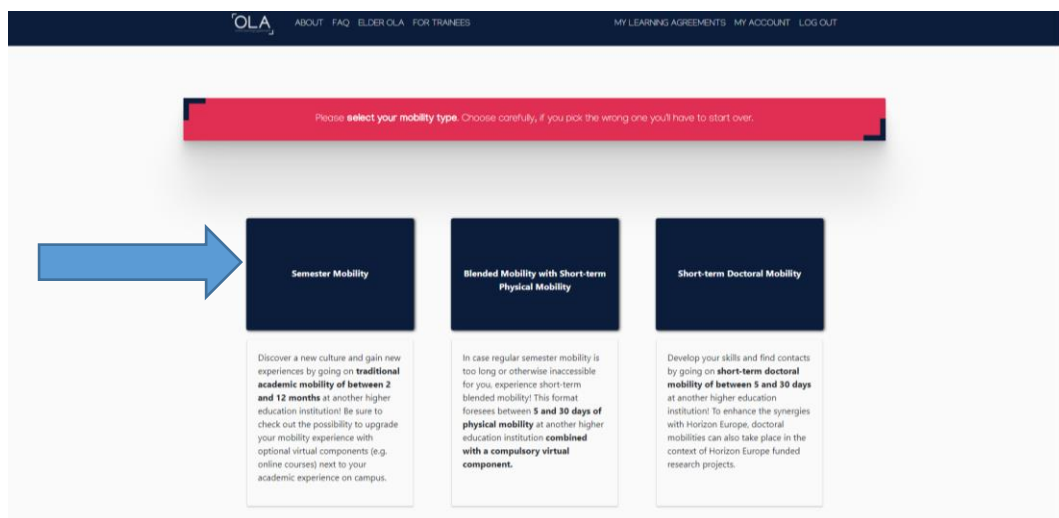 OLA ABOUT FAQ ELDER OLA FOR TRAINEES MY LEARNING AGREEMENTS MY ACCOUNT LOG OUT
Please select your mobility type. Choose carefully, if you pick the wrong one you'll have to start over.
Semester Mobility
Discover a new culture and gain new
experiences by going on traditional
academic mobility of between 2
and 12 months at another higher
education institution! Be sure to
check out the possibility to upgrade
your mobility experience with
optional virtual components (e.g.
online courses) next to your
academic experience on campus.
Blended Mobility with Short-term
Physical Mobility
In case regular semester mobility is
too long or otherwise inaccessible
for you, experience short-term
blended mobility! This format
foresees between 5 and 30 days of
physical mobility at another higher
education institution combined
with a compulsory virtual
component.
Short-term Doctoral Mobility
Develop your skills and find contacts
by going on short-term doctoral
mobility of between 5 and 30 days
at another higher education
institution! To enhance the synergies
with Horizon Europe, doctoral
mobilities can also take place in the
context of Horizon Europe funded
research projects.